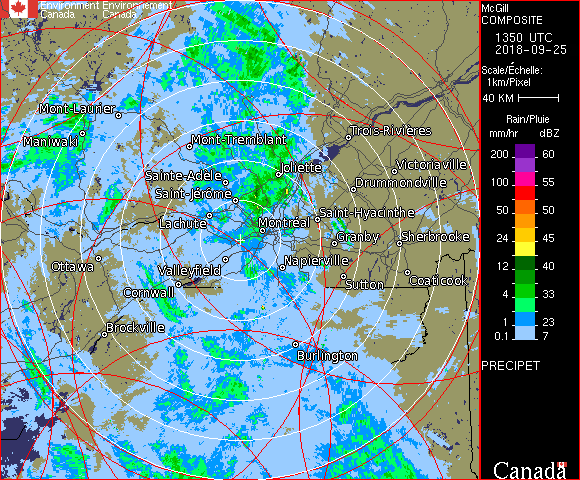 Environment Environnement
Canada Canada
McGill
COMPOSITE
1350 UTC
2018-09-25
Scale/Échelle:
1km/Pixel
40 KM
Rain/Pluie
mm/hr dBZ
200 60
150 57
100 55
50 50
24 45
12 40
4 33
1 28
0.1 7
PRECIPET
Canada
Mont-Laurier
Maniwaki
Mont-Tremblant
Trois-Rivières
Joliette
Victoriaville
Sainte-Adèle
Drummondville
Saint-Jérôme
Lachute
Montréal
Saint-Hyacinthe
Granby
Sherbrooke
Ottawa
Valleyfield
Napierville
Cornwall
Sutton
Coaticook
Brockville
Burlington